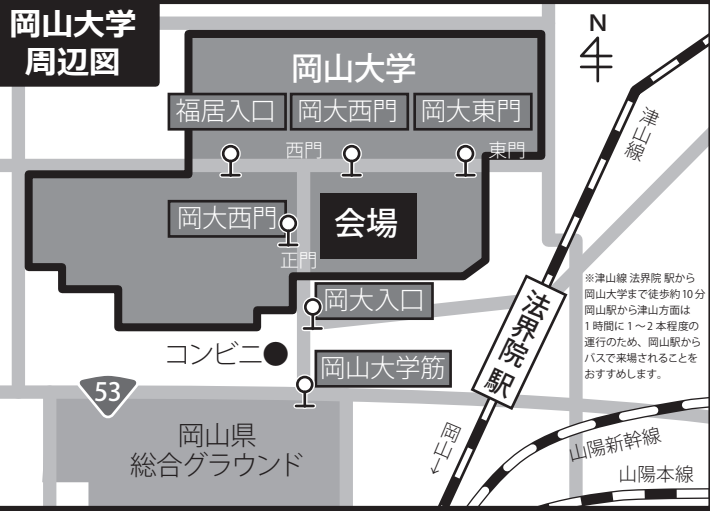 岡山大学
周辺図
岡山大学
N
福居入口
岡大西門
岡大東門
西門
東門
津山線
岡大西門
会場
正門
岡大入口
※津山線 法界院 駅から
岡山大学まで徒歩約10分
岡山駅から津山方面は
1時間に1～2本程度の
運行のため、岡山駅から
バスで来場されることを
おすすめします。
法界院 駅
コンビニ
岡山大学筋
53
岡山県
総合グラウンド
岡山→
山陽新幹線
山陽本線